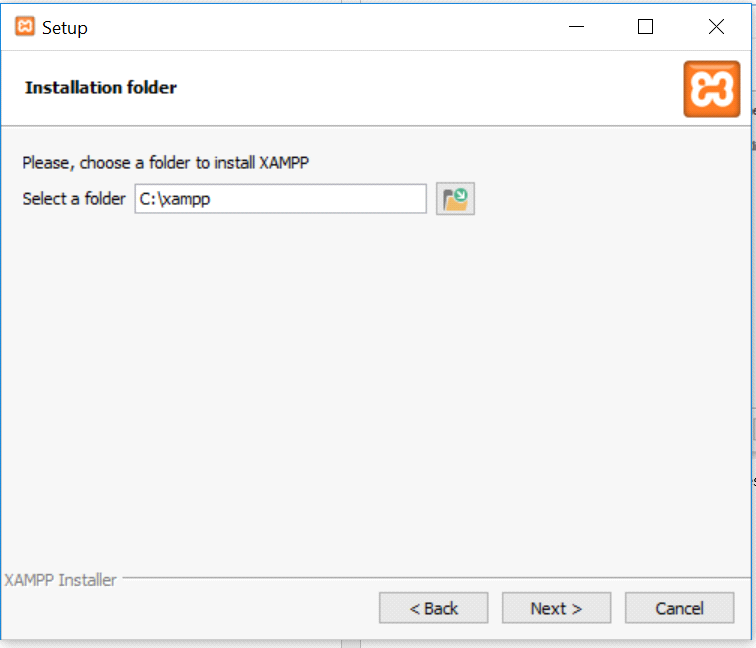 Setup
Installation folder
Please, choose a folder to install XAMPP
Select a folder C:\xampp
XAMPP Installer
< Back Next > Cancel